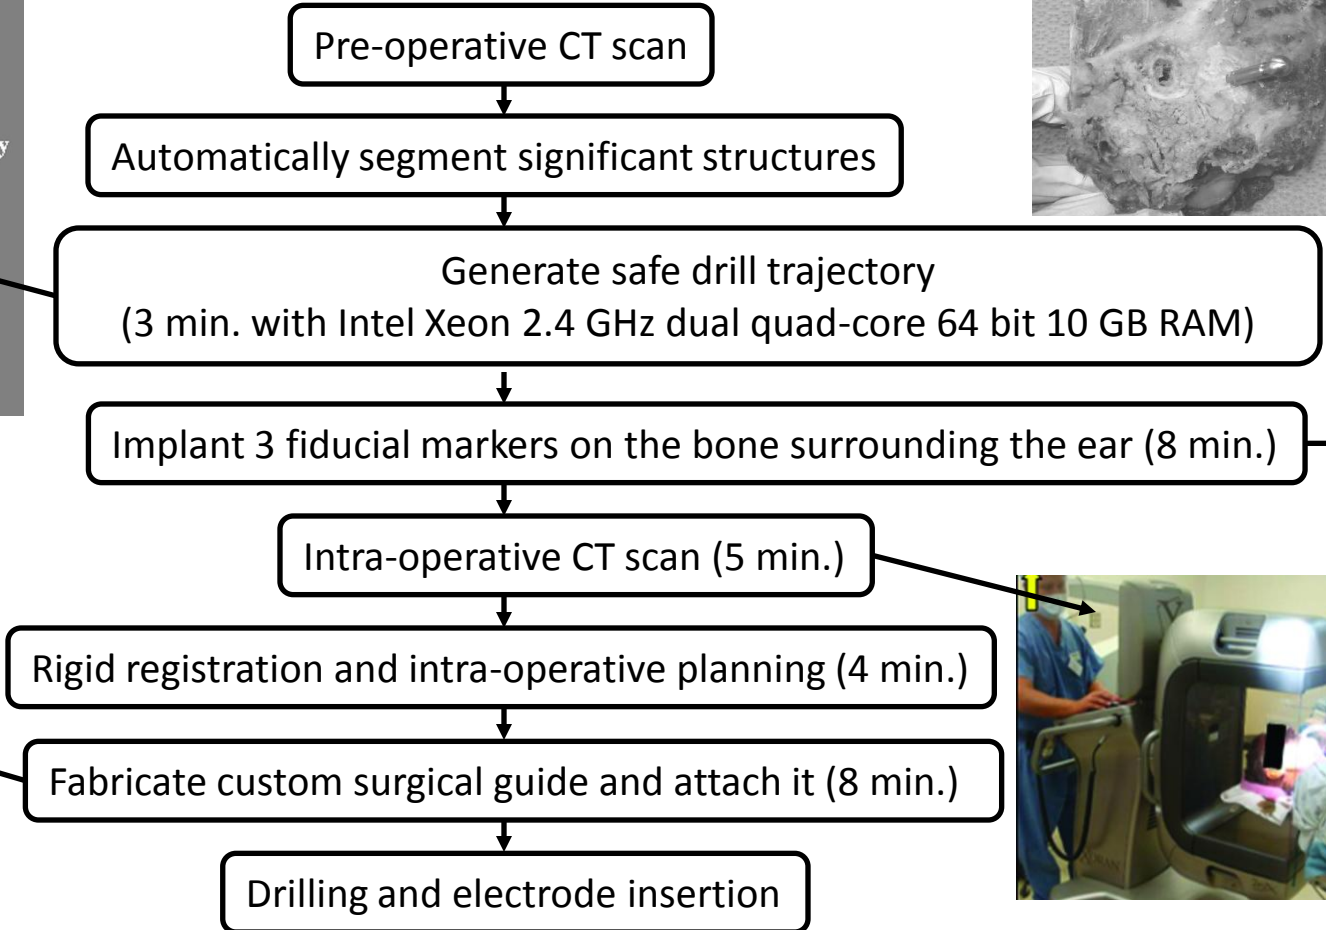 Pre-operative CT scan
Automatically segment significant structures
Generate safe drill trajectory
(3 min. with Intel Xeon 2.4 GHz dual quad-core 64 bit 10 GB RAM)
Implant 3 fiducial markers on the bone surrounding the ear (8 min.)
Intra-operative CT scan (5 min.)
Rigid registration and intra-operative planning (4 min.)
Fabricate custom surgical guide and attach it (8 min.)
Drilling and electrode insertion